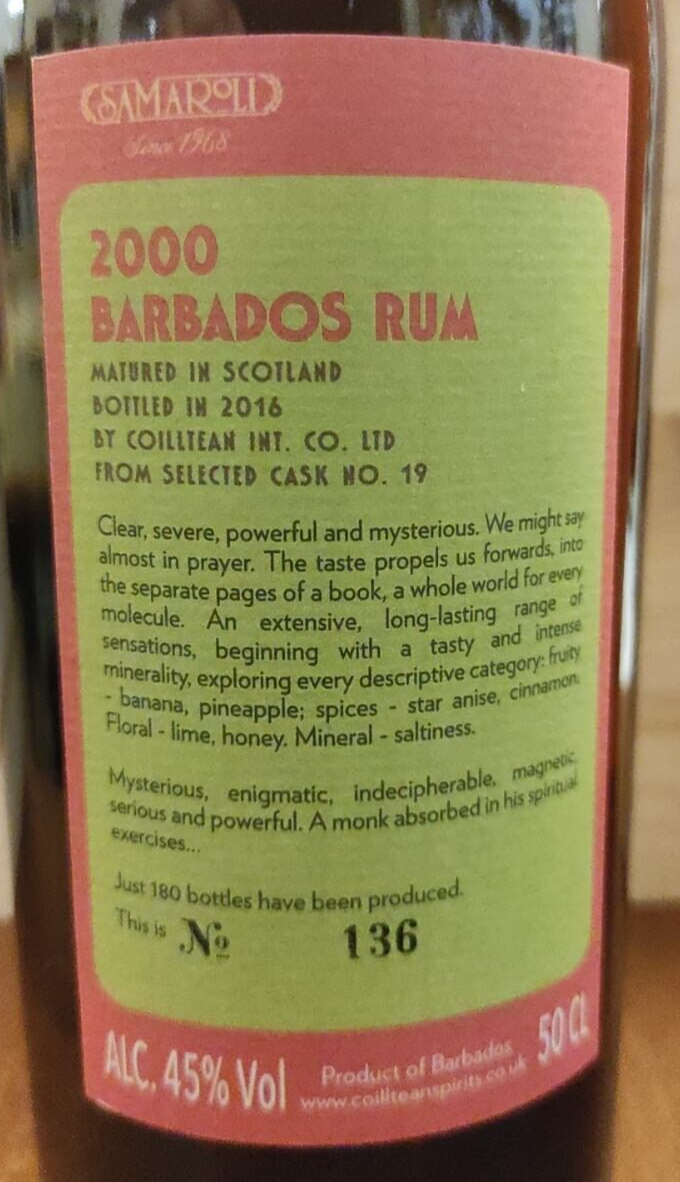 SAMAROLI
Since 1968
2000
BARBADOS RUM
MATURED IN SCOTLAND
BOTTLED IN 2016
BY COILLTEAN INT. CO. LTD
FROM SELECTED CASK NO. 19
Clear, severe, powerful and mysterious. We might say
almost in prayer. The taste propels us forwards, into
the separate pages of a book, a whole world for every
molecule. An extensive, long-lasting range of
sensations, beginning with a tasty and intense
minerality, exploring every descriptive category: fruity
- banana, pineapple; spices - star anise, cinnamon.
Floral - lime, honey. Mineral - saltiness.
Mysterious, enigmatic, indecipherable, magnetic,
serious and powerful. A monk absorbed in his spiritual
exercises...
Just 180 bottles have been produced.
This is No 136
ALC. 45% Vol
Product of Barbados
www.coillteanspirits.co.uk
50 CL